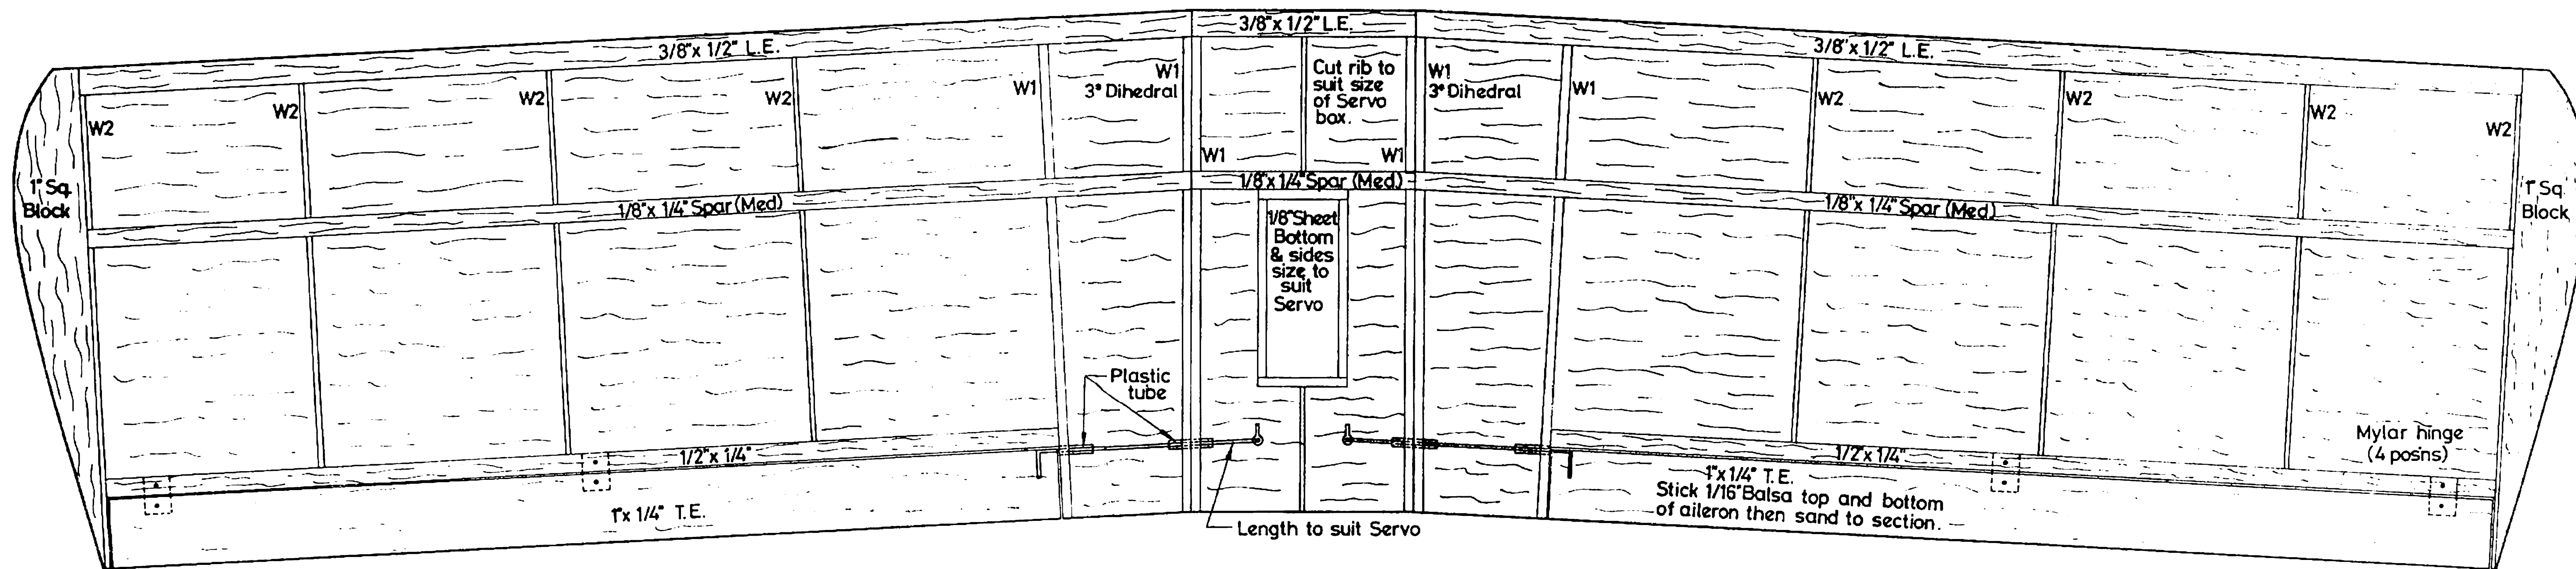 3/8"x 1/2" L.E.
3/8"x 1/2" L.E.
3/8"x 1/2" L.E.
W2
W2
W2
W2
W1
W1
3° Dihedral
W1
Cut rib to
suit size
of Servo
box.
W1
W1
3° Dihedral
W1
W2
W2
W2
W2
1" Sq.
Block
1/8"x 1/4" Spar (Med)
1/8"x 1/4" Spar (Med)
1/8"x 1/4" Spar (Med)
1" Sq
Block
1/8" Sheet
Bottom
& sides
size to
suit
Servo
Plastic
tube
1/2"x 1/4"
1"x 1/4" T.E.
Length to suit Servo
1/2"x 1/4"
1"x 1/4" T.E.
Stick 1/16" Balsa top and bottom
of aileron then sand to section.
Mylar hinge
(4 posns)